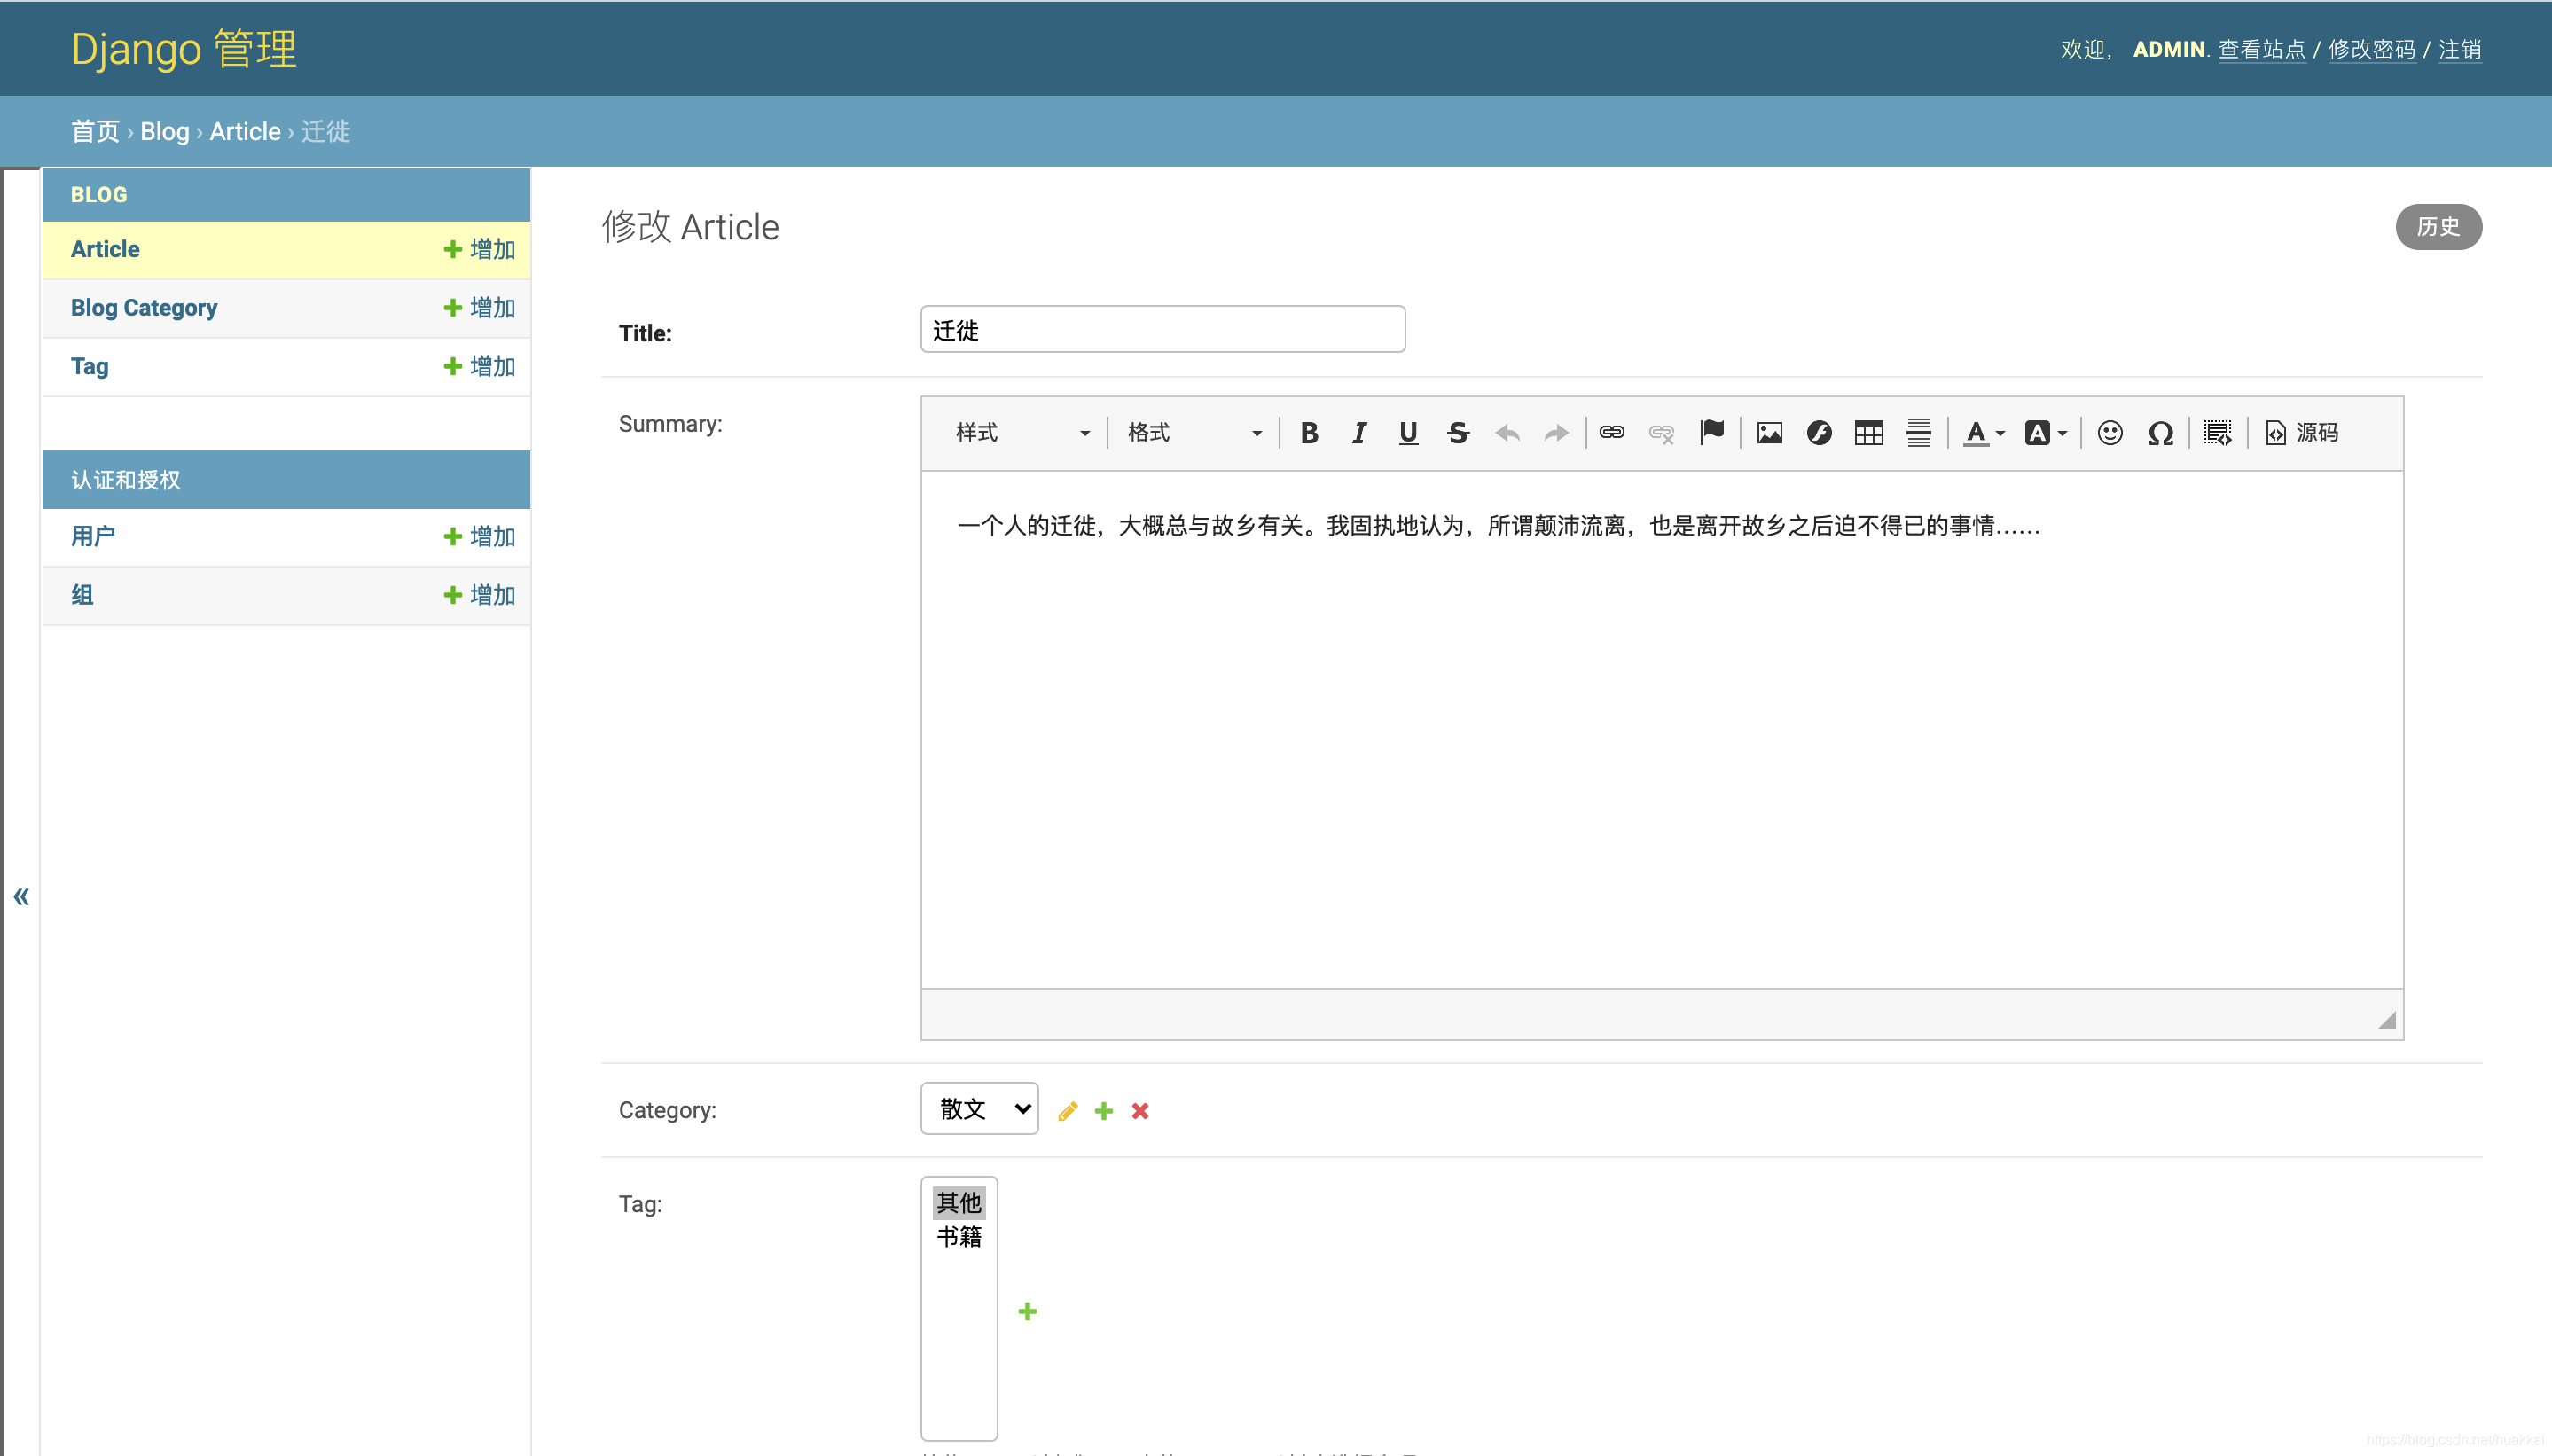 Django 管理
欢迎， ADMIN. 查看站点 / 修改密码 / 注销
首页 › Blog › Article › 迁徙
BLOG
Article 增加
Blog Category 增加
Tag 增加
认证和授权
用户 增加
组 增加
«
修改 Article
历史
Title: 迁徙
Summary:
样式 格式 源码
一个人的迁徙，大概总与故乡有关。我固执地认为，所谓颠沛流离，也是离开故乡之后迫不得已的事情……
Category: 散文
Tag:
其他
书籍
https://blog.csdn.net/huakkai